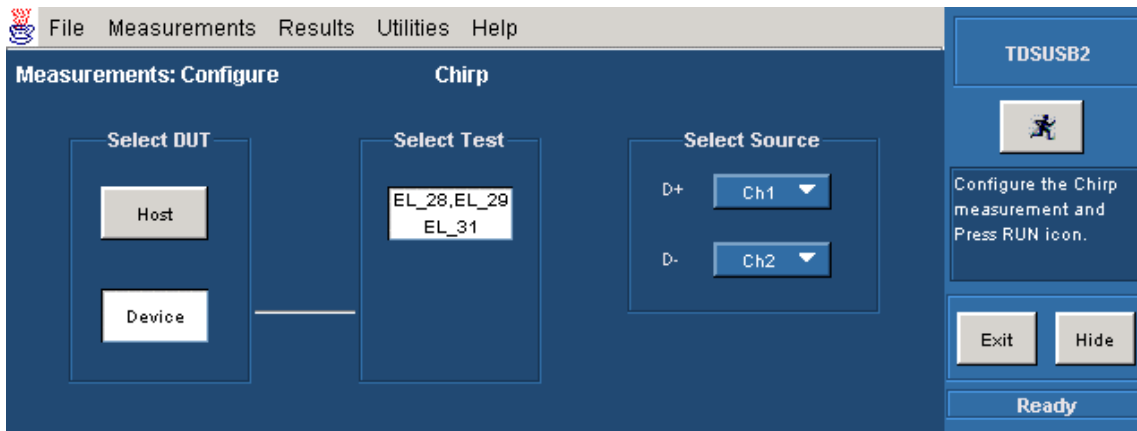 File Measurements Results Utilities Help
TDSUSB2
Measurements: Configure Chirp
Select DUT
Host
Device
Select Test
EL_28,EL_29
EL_31
Select Source
D+ Ch1
D- Ch2
Configure the Chirp
measurement and
Press RUN icon.
Exit Hide
Ready